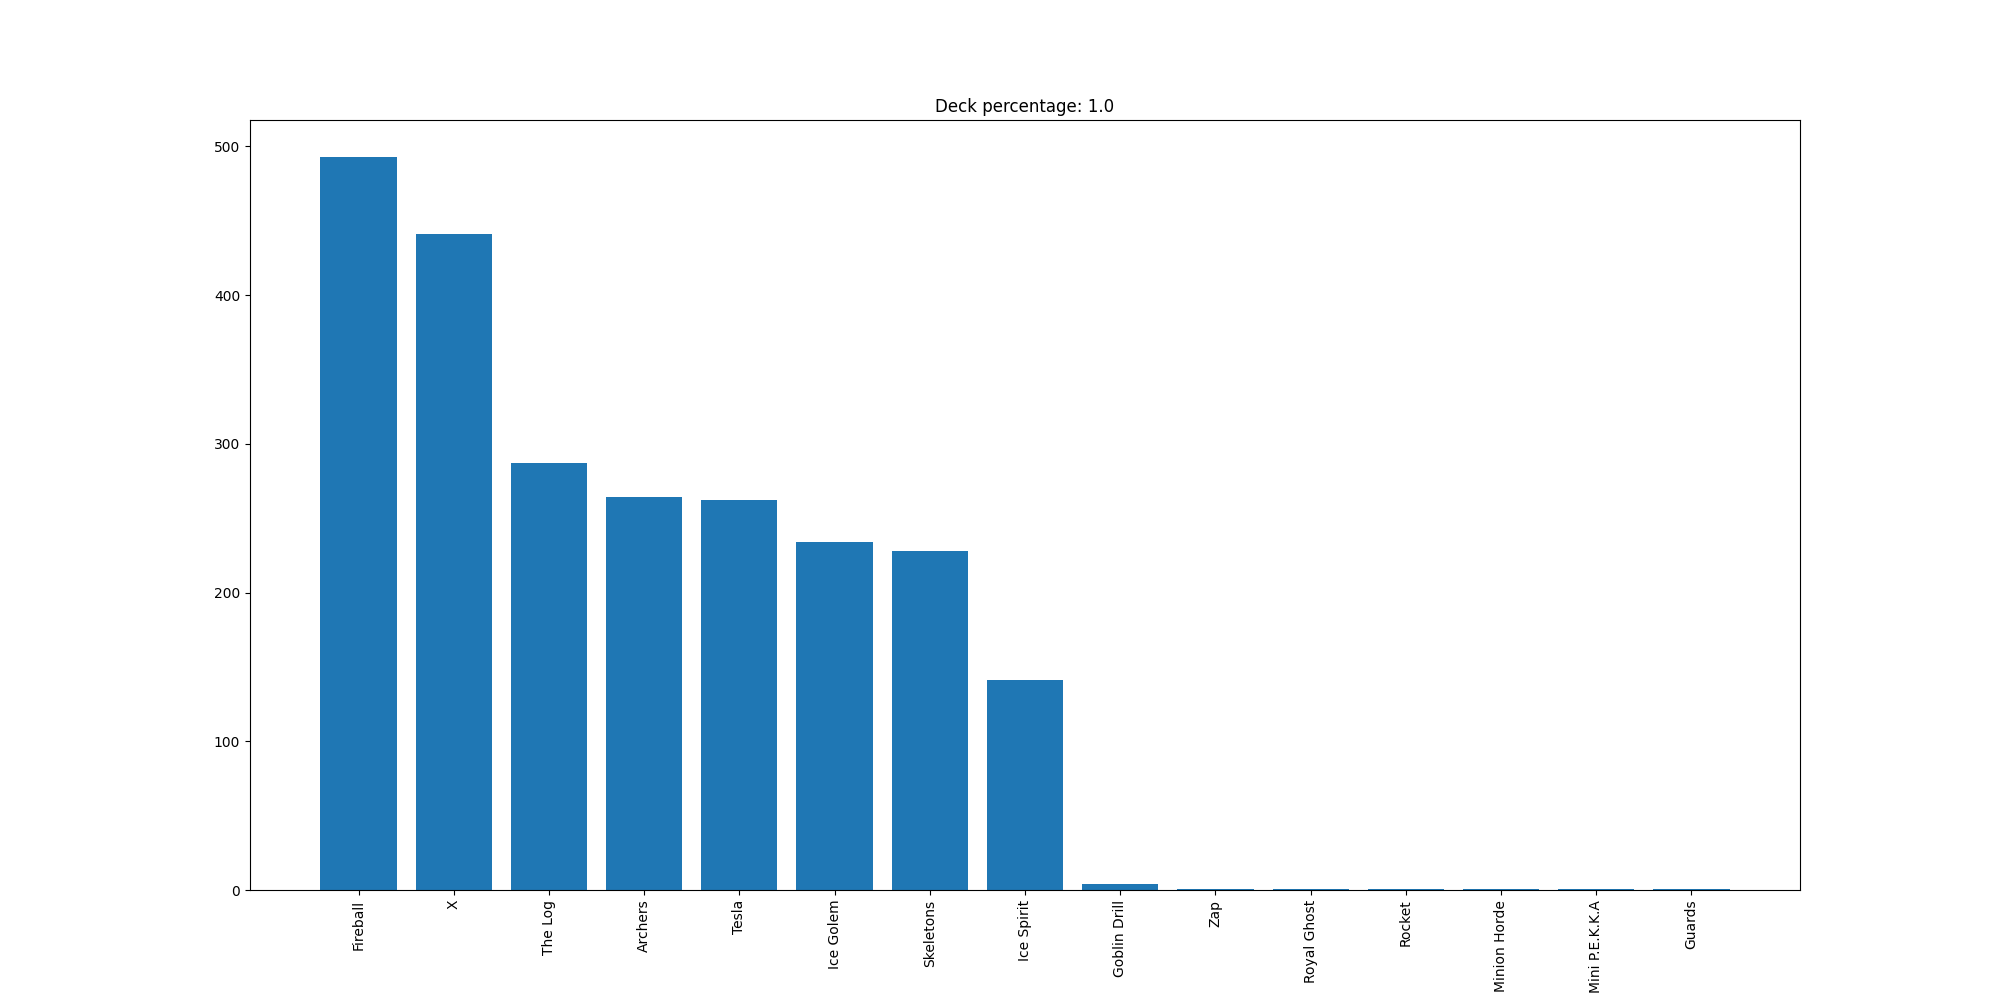 Deck percentage: 1.0
500
400
300
200
100
0
Fireball
X
The Log
Archers
Tesla
Ice Golem
Skeletons
Ice Spirit
Goblin Drill
Zap
Royal Ghost
Rocket
Minion Horde
Mini P.E.K.K.A
Guards